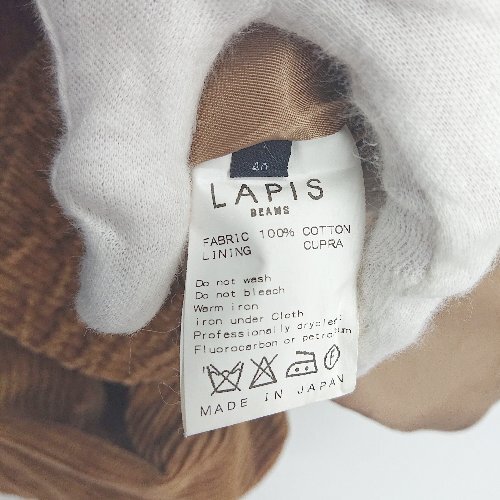 40
LAPIS
BEAMS
FABRIC 100% COTTON
LINING CUPRA
Do not wash
Do not bleach
Warm iron
iron under Cloth
Professionally dryclean
Fluorocarbon or petroleum
MADE IN JAPAN